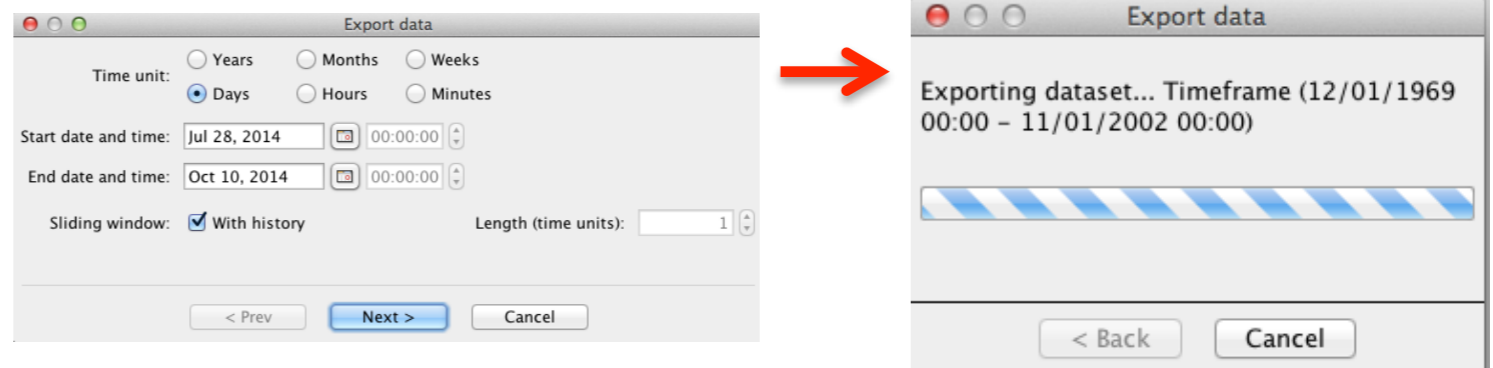 Export data
Time unit: Years Months Weeks
Days Hours Minutes
Start date and time: Jul 28, 2014 00:00:00
End date and time: Oct 10, 2014 00:00:00
Sliding window: With history Length (time units): 1
< Prev Next > Cancel
Export data
Exporting dataset... Timeframe (12/01/1969
00:00 – 11/01/2002 00:00)
< Back Cancel